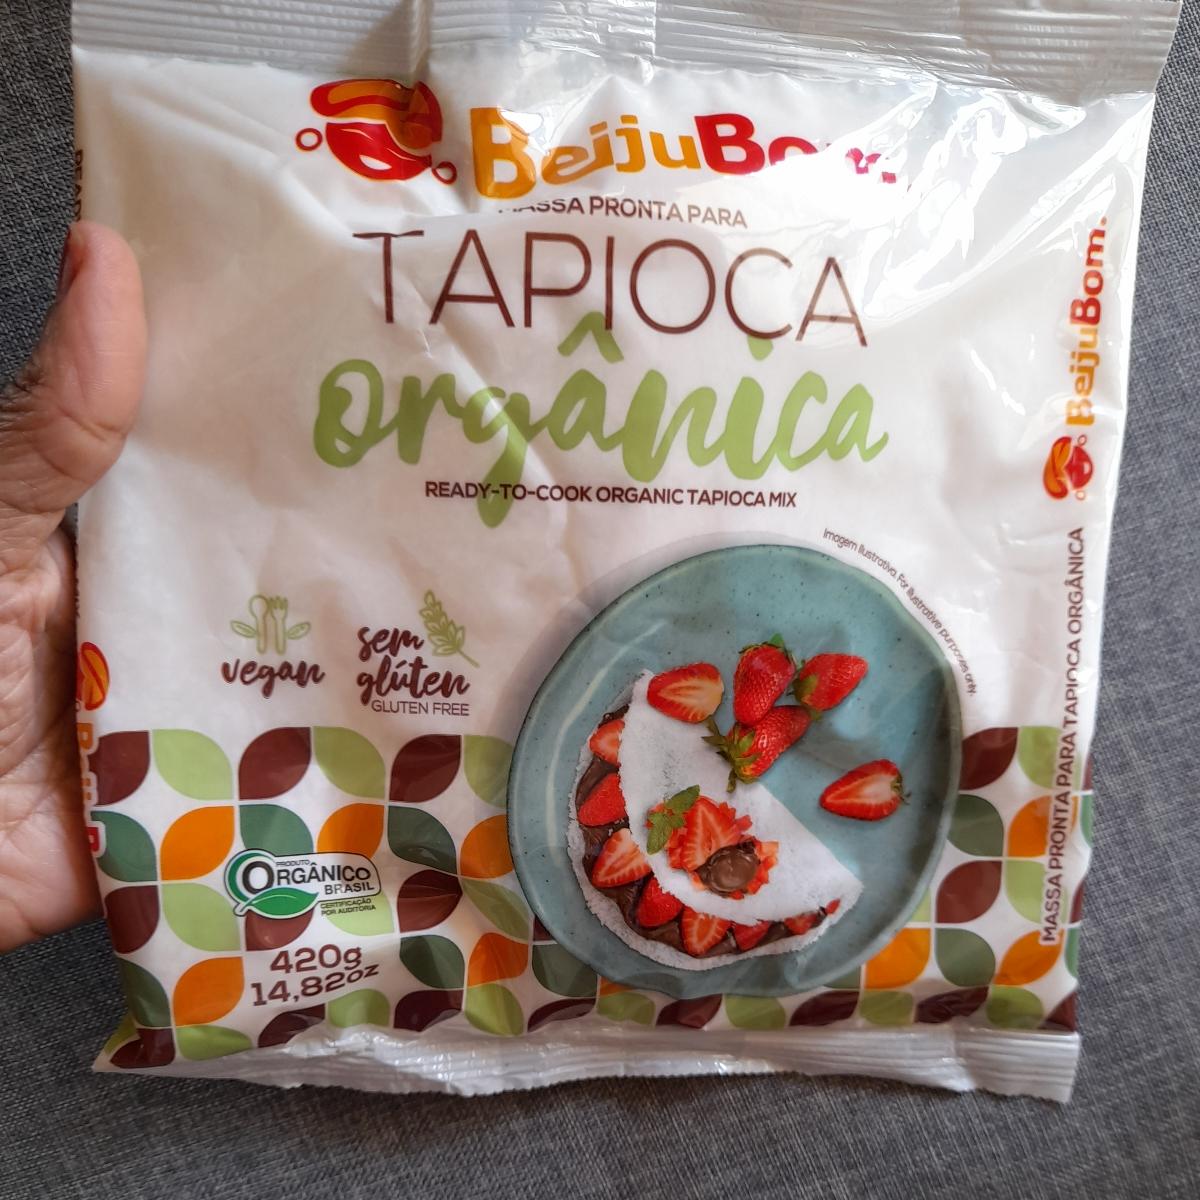 BeijuBom.
MASSA PRONTA PARA
TAPIOCA
orgânica
READY-TO-COOK ORGANIC TAPIOCA MIX
Imagem Ilustrativa. For illustrative purposes only.
vegan
sem
glúten
GLUTEN FREE
PRODUTO
ORGÂNICO
BRASIL
CERTIFICAÇÃO
POR AUDITORIA
420g
14,82oz
BeijuBom.
MASSA PRONTA PARA TAPIOCA ORGÂNICA